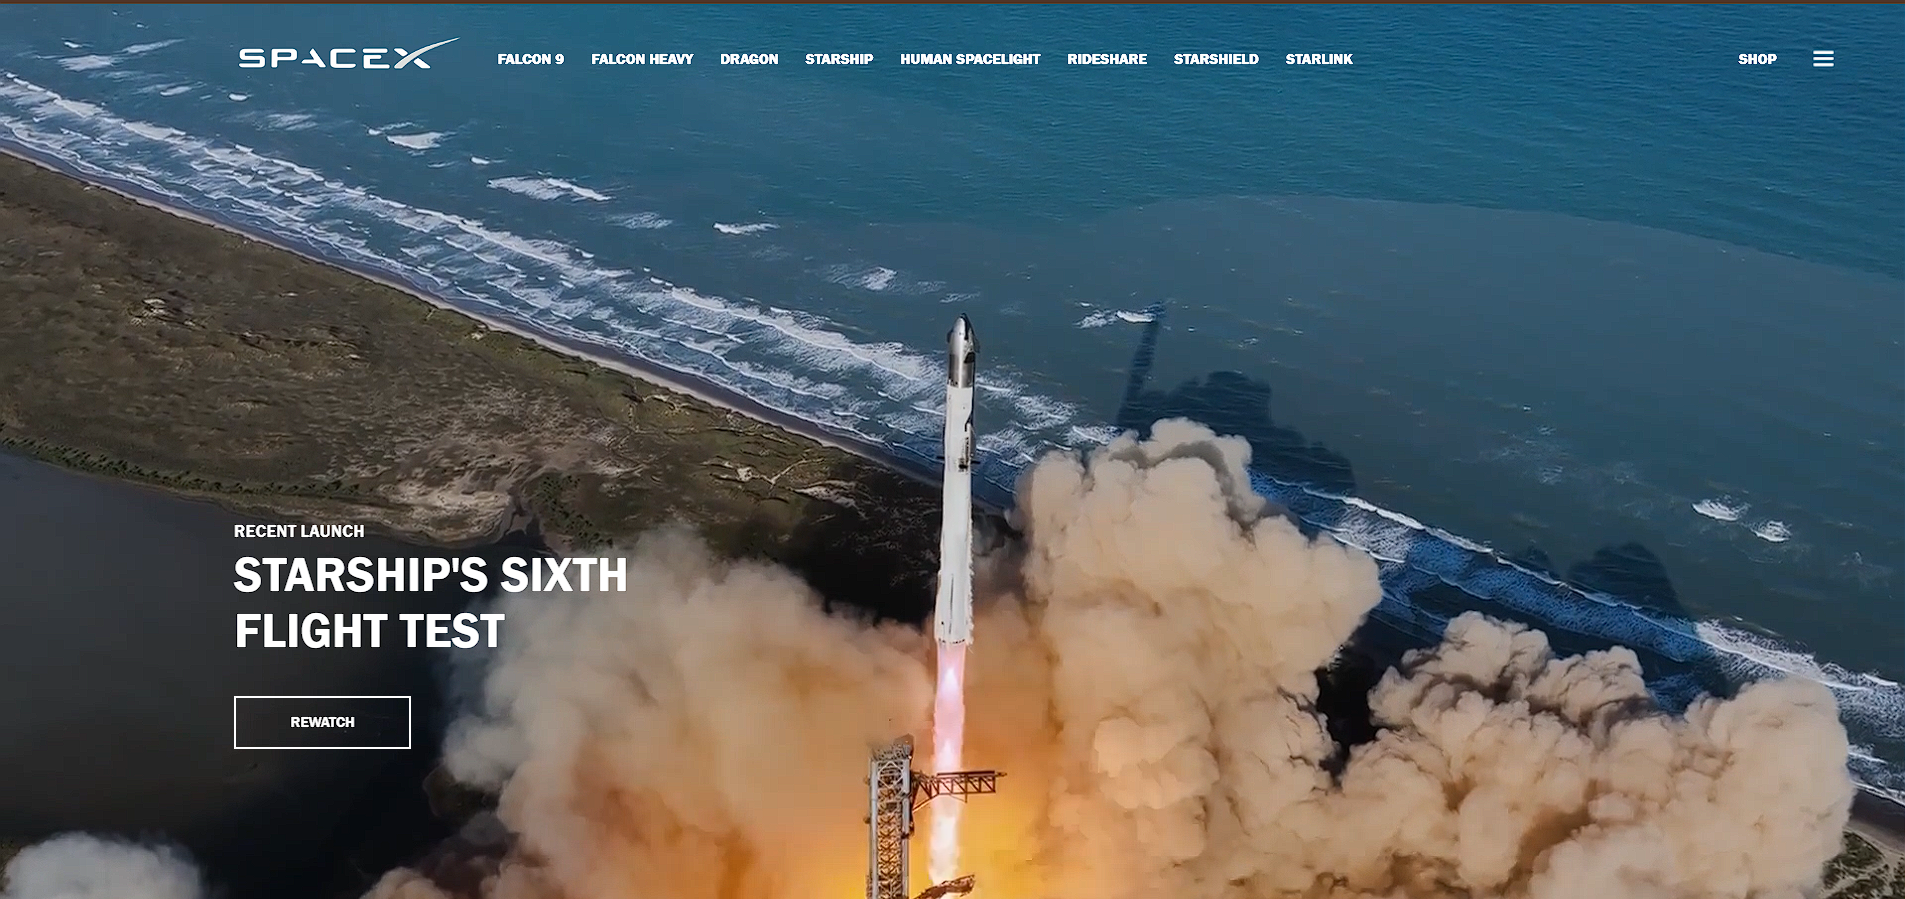 SPACEX
FALCON 9 FALCON HEAVY DRAGON STARSHIP HUMAN SPACELIGHT RIDESHARE STARSHIELD STARLINK SHOP
RECENT LAUNCH
STARSHIP'S SIXTH
FLIGHT TEST
REWATCH